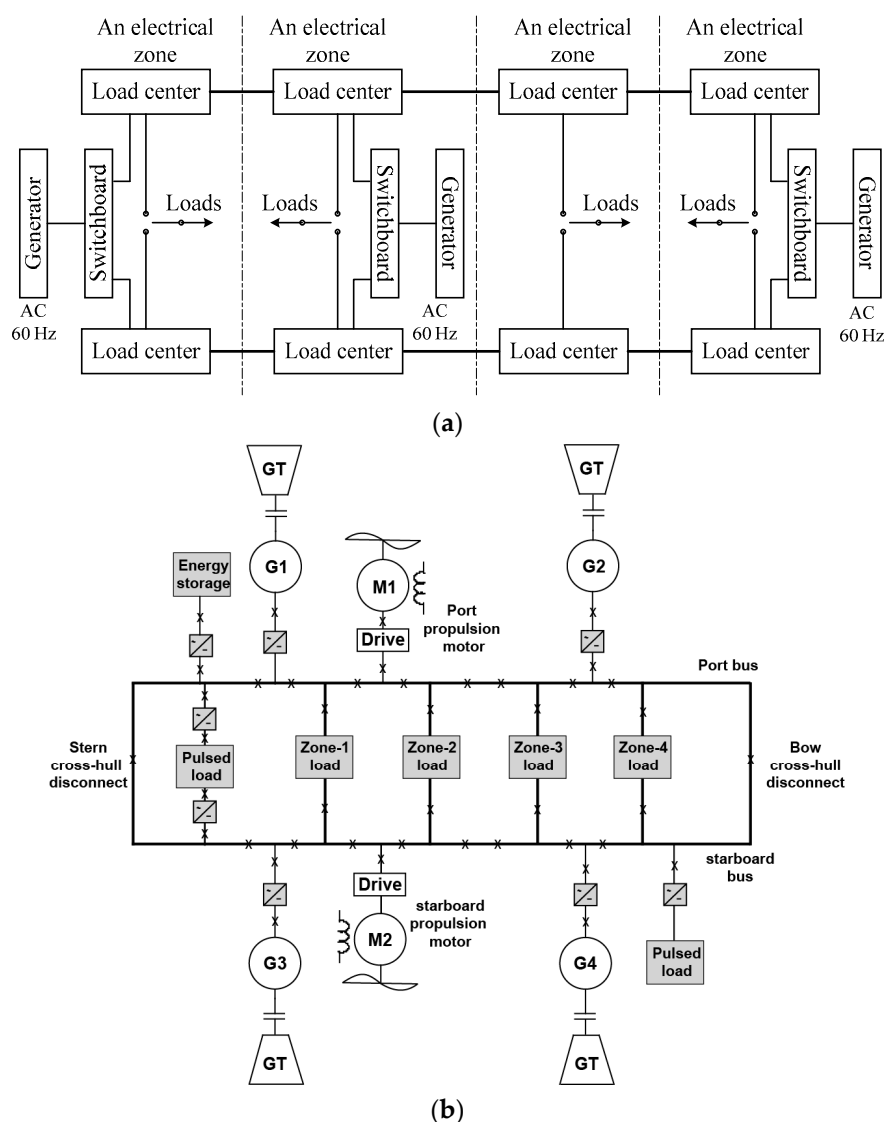 An electrical
zone
An electrical
zone
An electrical
zone
An electrical
zone
Load center
Load center
Load center
Load center
Generator
Switchboard
Loads
Loads
Switchboard
Generator
Loads
Loads
Switchboard
Generator
AC
60 Hz
AC
60 Hz
AC
60 Hz
Load center
Load center
Load center
Load center
(a)
GT
GT
Energy
storage
G1
M1
G2
Port
propulsion
motor
Drive
Port bus
Stern
cross-hull
disconnect
Pulsed
load
Zone-1
load
Zone-2
load
Zone-3
load
Zone-4
load
Bow
cross-hull
disconnect
starboard
bus
Drive
starboard
propulsion
motor
G3
M2
G4
Pulsed
load
GT
GT
(b)